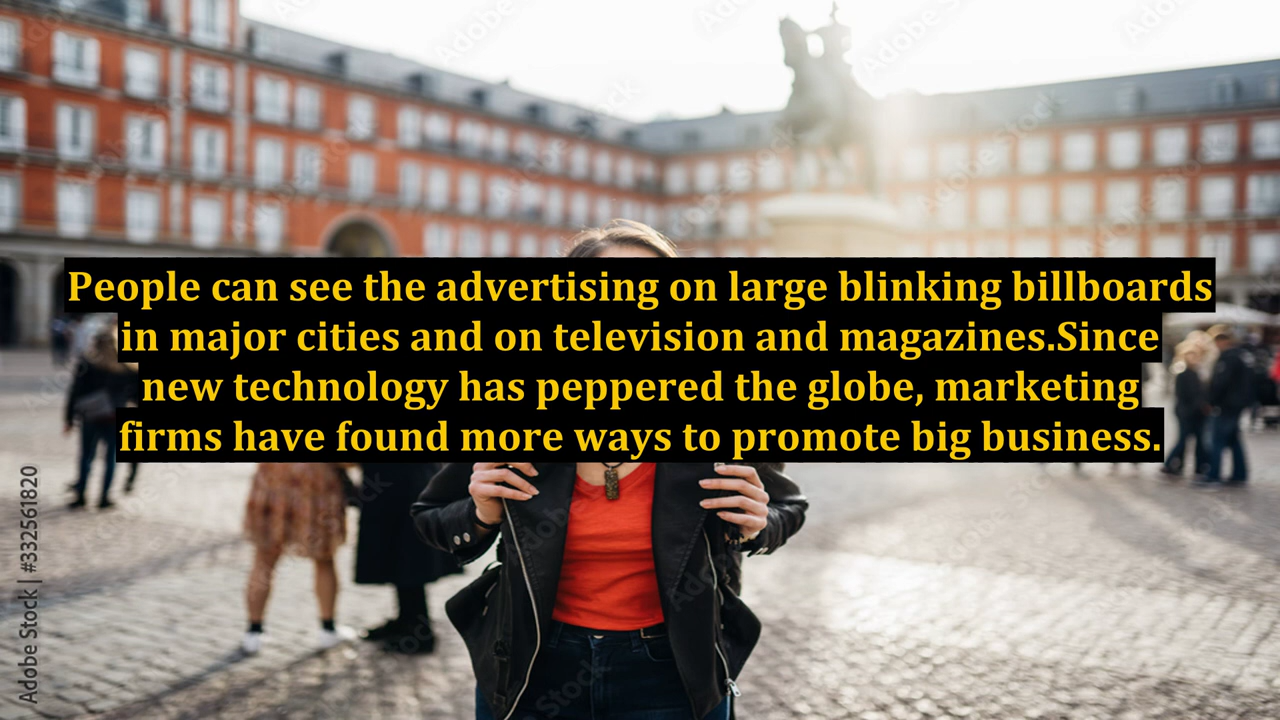 People can see the advertising on large blinking billboards
in major cities and on television and magazines.Since
new technology has peppered the globe, marketing
firms have found more ways to promote big business.
Adobe Stock | #332561820